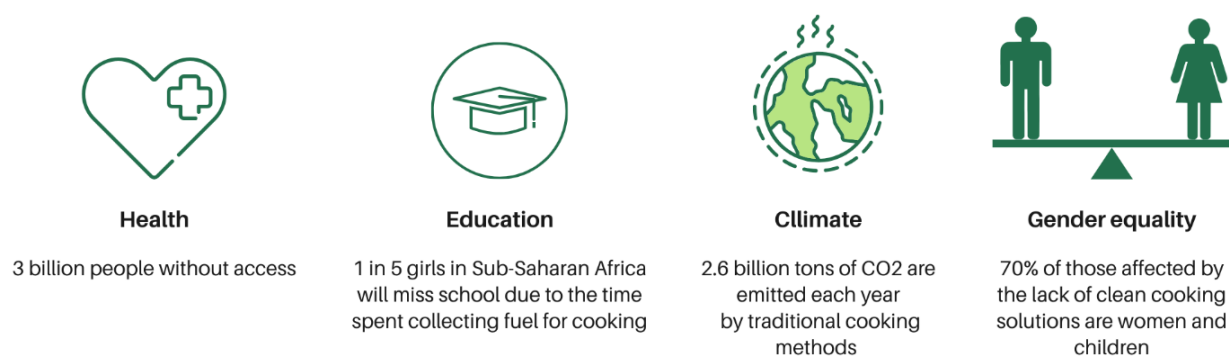 Health
3 billion people without access
Education
1 in 5 girls in Sub-Saharan Africa
will miss school due to the time
spent collecting fuel for cooking
Cllimate
2.6 billion tons of CO2 are
emitted each year
by traditional cooking
methods
Gender equality
70% of those affected by
the lack of clean cooking
solutions are women and
children